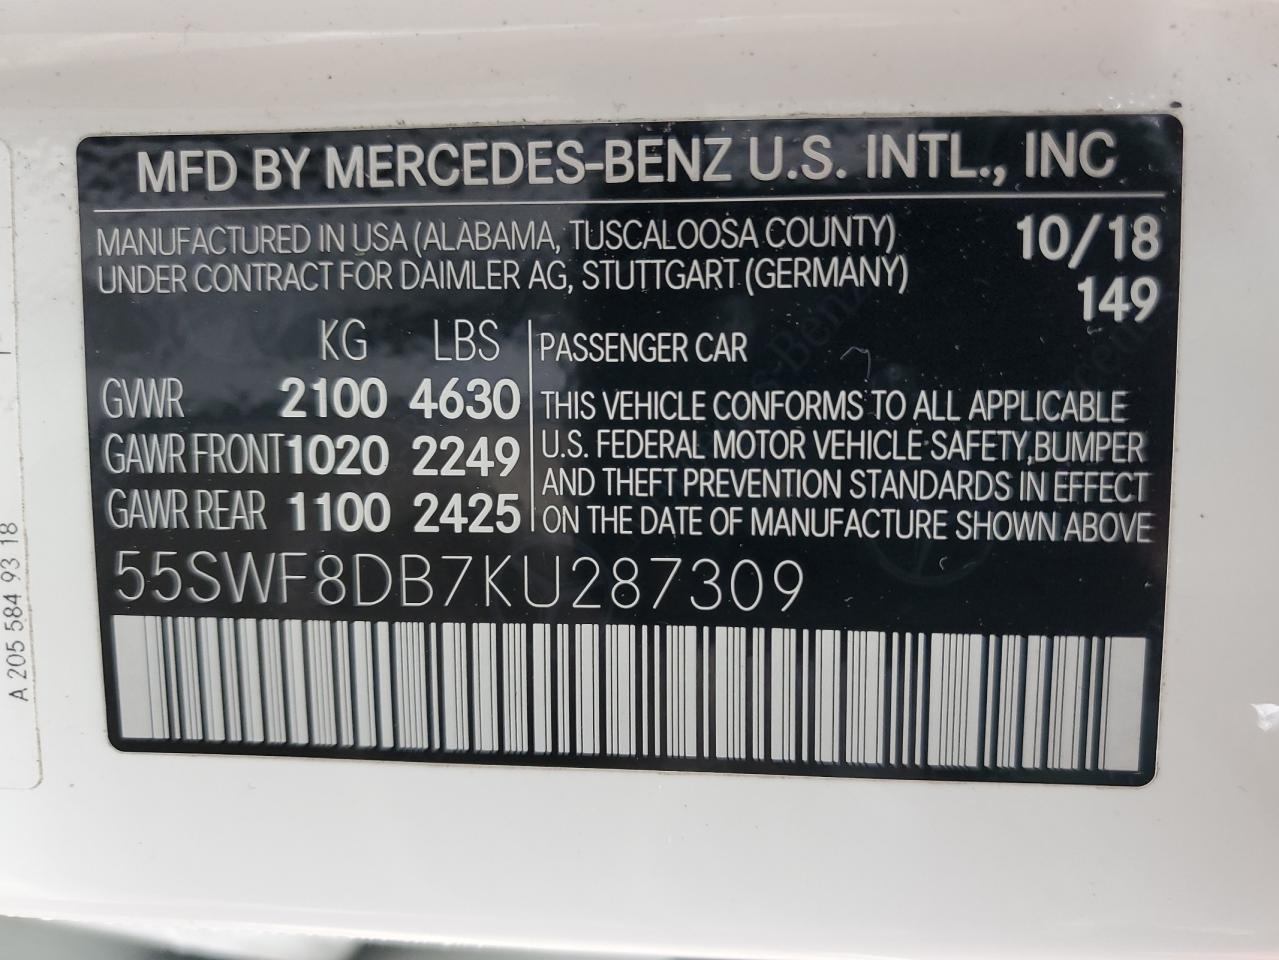 MFD BY MERCEDES-BENZ U.S. INTL., INC
MANUFACTURED IN USA (ALABAMA, TUSCALOOSA COUNTY) 10/18
UNDER CONTRACT FOR DAIMLER AG, STUTTGART (GERMANY) 149
KG LBS
GVWR 2100 4630
GAWR FRONT 1020 2249
GAWR REAR 1100 2425
PASSENGER CAR
THIS VEHICLE CONFORMS TO ALL APPLICABLE
U.S. FEDERAL MOTOR VEHICLE SAFETY,BUMPER
AND THEFT PREVENTION STANDARDS IN EFFECT
ON THE DATE OF MANUFACTURE SHOWN ABOVE
55SWF8DB7KU287309
A 205 584 93 18